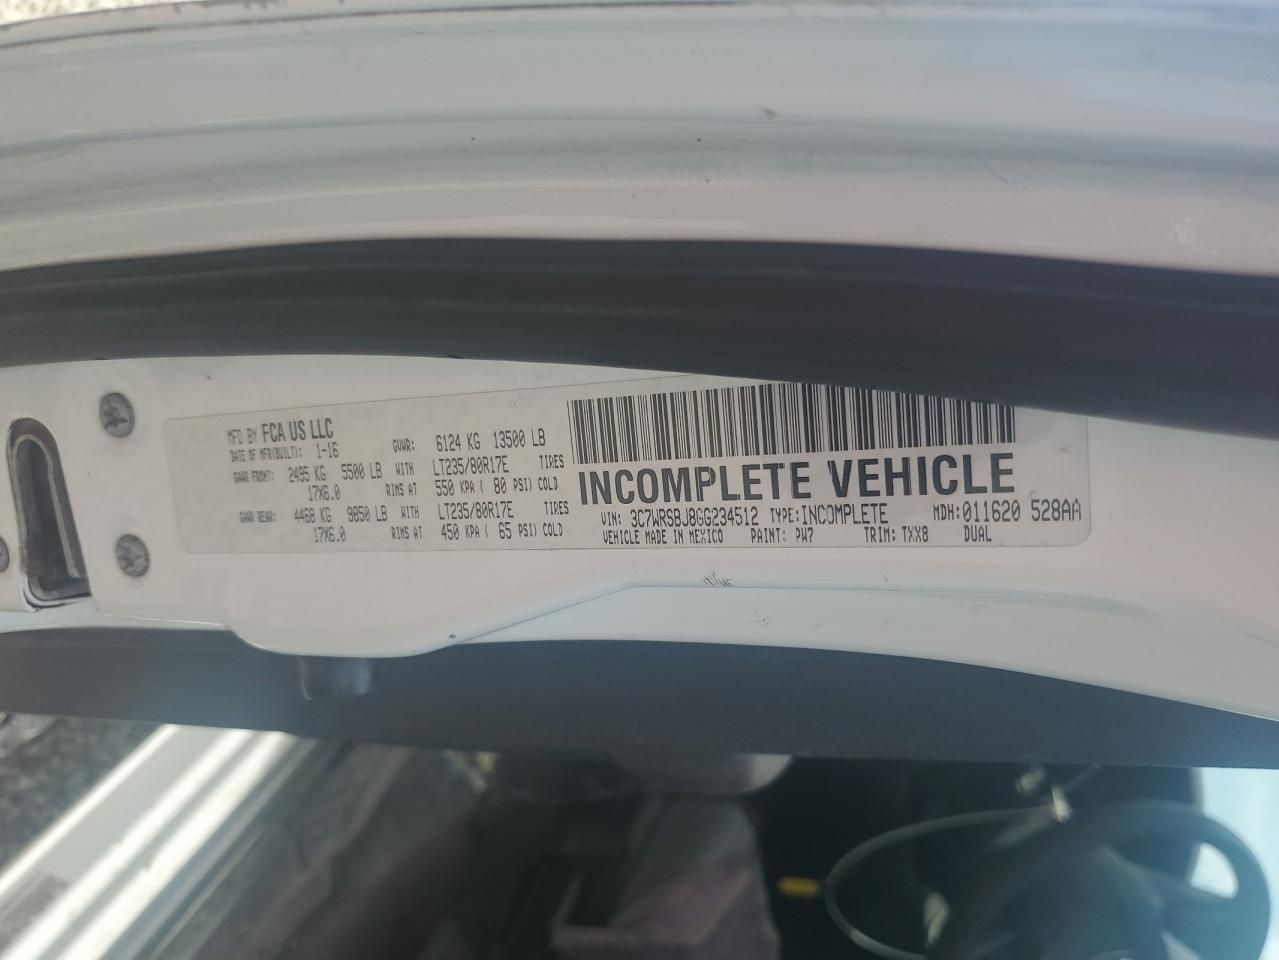 MFD BY FCA US LLC
DATE OF MFR(BUILT): 1-16 GVWR: 6124 KG 13500 LB
GAWR FRONT: 2495 KG 5500 LB WITH LT235/80R17E TIRES
17X6.0 RIMS AT 550 KPA ( 80 PSI) COLD
GAWR REAR: 4468 KG 9850 LB WITH LT235/80R17E TIRES
17X6.0 RIMS AT 450 KPA ( 65 PSI) COLD
INCOMPLETE VEHICLE
VIN: 3C7WRSBJ8GG234512 TYPE: INCOMPLETE MDH: 011620 528AA
VEHICLE MADE IN MEXICO PAINT: PW7 TRIM: TXX8 DUAL